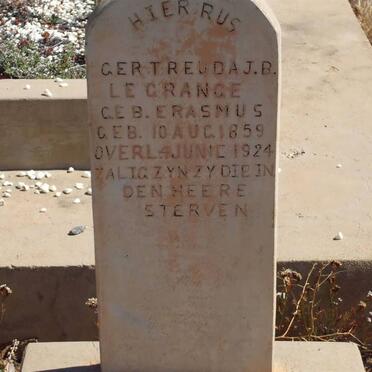 HIER RUS
GERTREUDA J.B.
LE GRANGE
GEB. ERASMUS
GEB. 10 AUG. 1859
OVERL. 4 JUNIE 1924
ZALIG ZYN ZY DIE IN
DEN HEERE
STERVEN